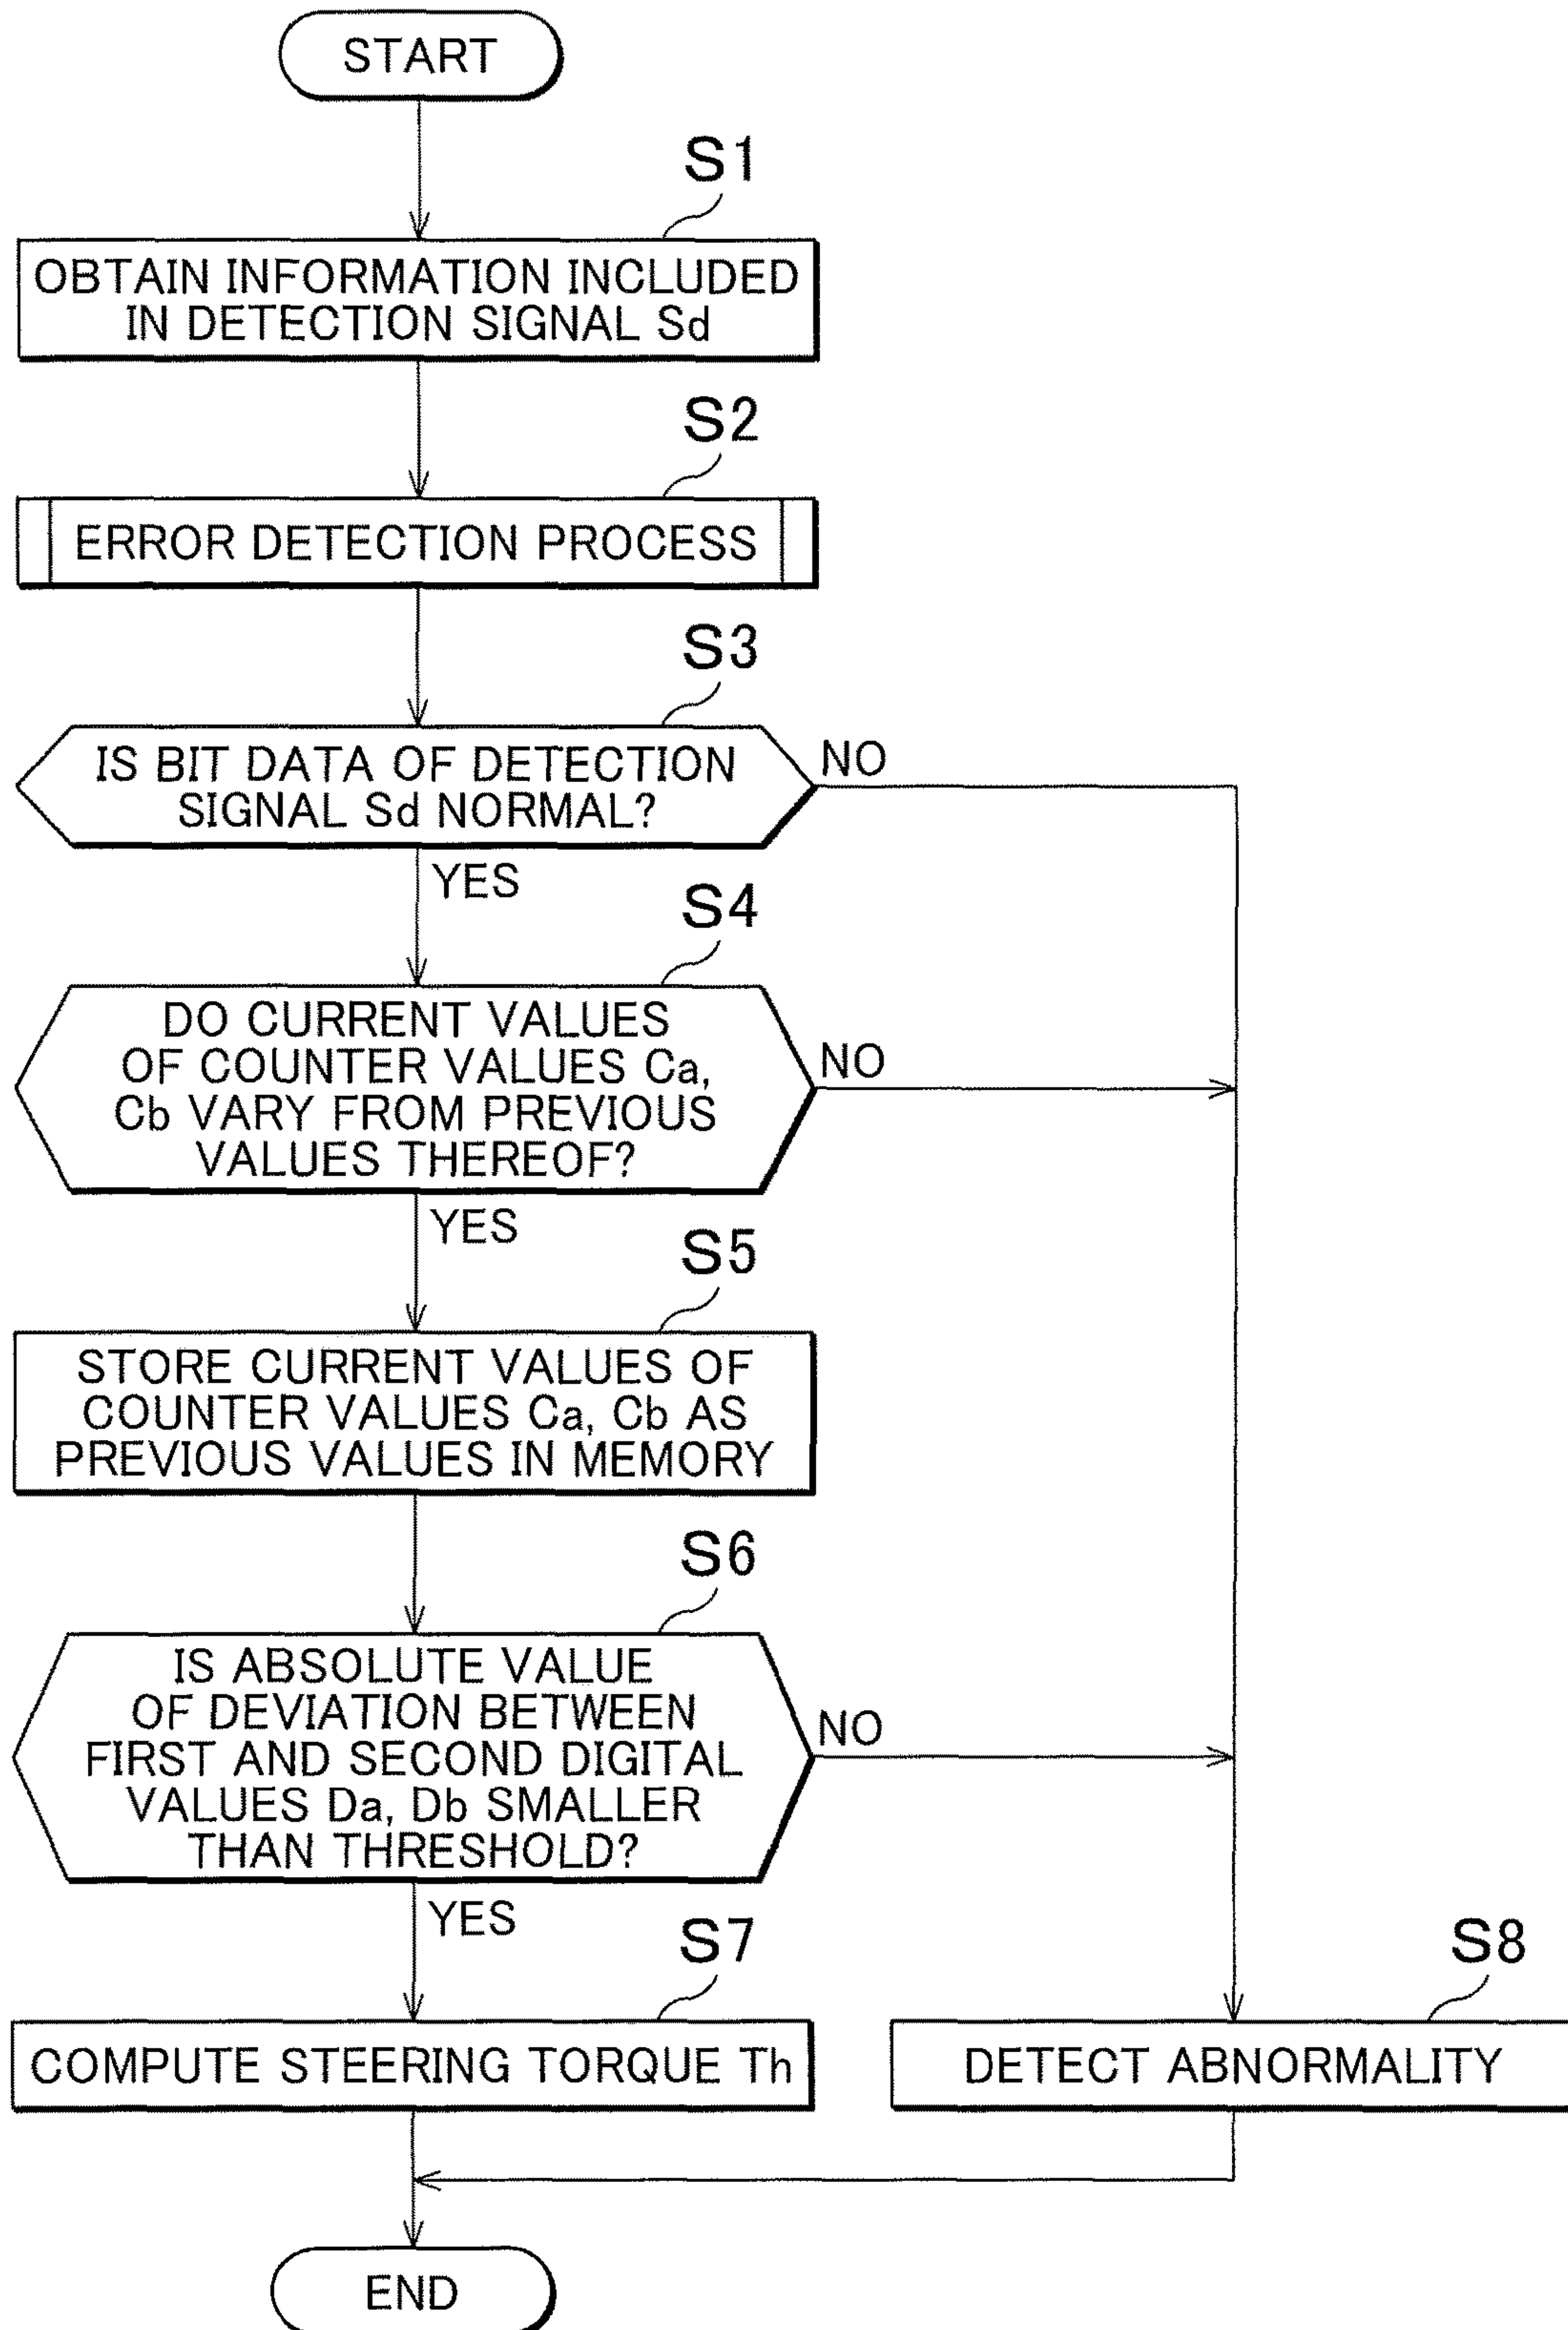 START
S1
OBTAIN INFORMATION INCLUDED
IN DETECTION SIGNAL Sd
S2
ERROR DETECTION PROCESS
S3
IS BIT DATA OF DETECTION
SIGNAL Sd NORMAL?
NO
YES
S4
DO CURRENT VALUES
OF COUNTER VALUES Ca,
Cb VARY FROM PREVIOUS
VALUES THEREOF?
NO
YES
S5
STORE CURRENT VALUES OF
COUNTER VALUES Ca, Cb AS
PREVIOUS VALUES IN MEMORY
S6
IS ABSOLUTE VALUE
OF DEVIATION BETWEEN
FIRST AND SECOND DIGITAL
VALUES Da, Db SMALLER
THAN THRESHOLD?
NO
YES
S7
COMPUTE STEERING TORQUE Th
S8
DETECT ABNORMALITY
END